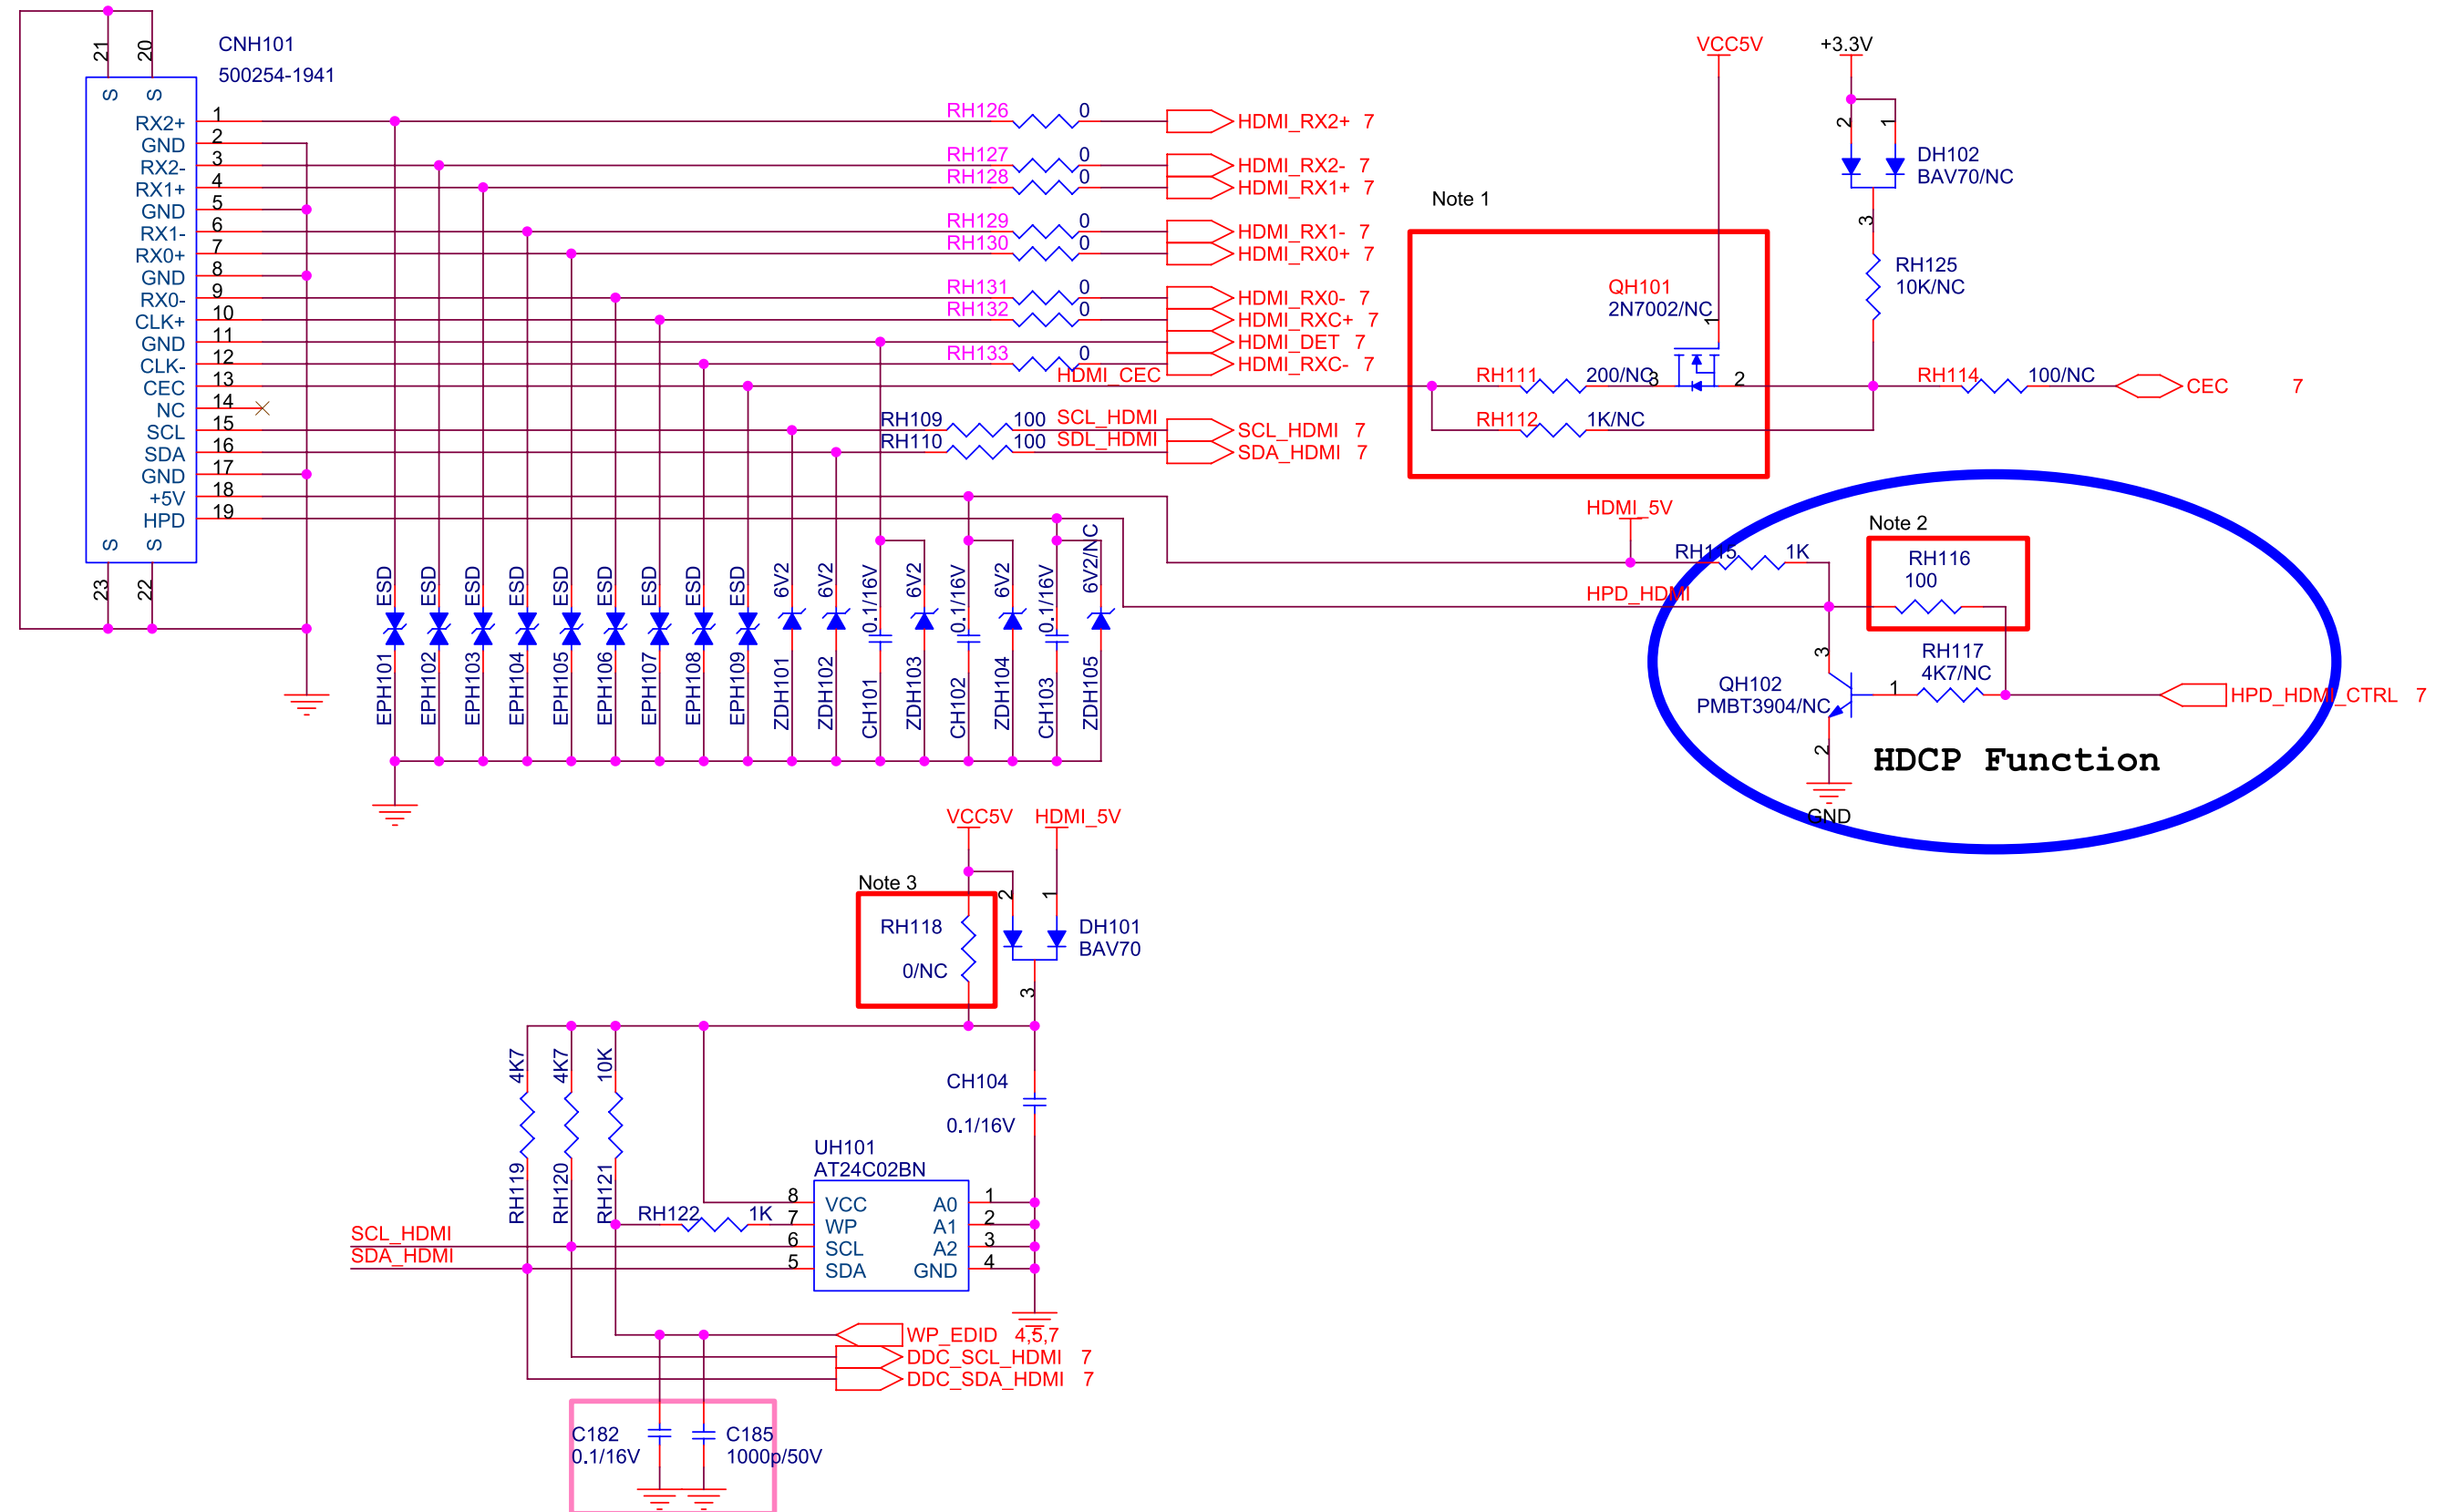 CNH101
500254-1941
21
20
S
S
RX2+
1
GND
2
RX2-
3
RX1+
4
GND
5
RX1-
6
RX0+
7
GND
8
RX0-
9
CLK+
10
GND
11
CLK-
12
CEC
13
NC
14
SCL
15
SDA
16
GND
17
+5V
18
HPD
19
S
S
23
22
RH126
0
HDMI_RX2+ 7
RH127
0
HDMI_RX2- 7
RH128
0
HDMI_RX1+ 7
RH129
0
HDMI_RX1- 7
RH130
0
HDMI_RX0+ 7
RH131
0
HDMI_RX0- 7
RH132
0
HDMI_RXC+ 7
HDMI_DET 7
RH133
0
HDMI_RXC- 7
HDMI_CEC
RH109
100
SCL_HDMI
SCL_HDMI 7
RH110
100
SDL_HDMI
SDA_HDMI 7
Note 1
VCC5V
QH101
2N7002/NC
1
RH111
200/NC
3
2
RH112
1K/NC
+3.3V
2
1
DH102
BAV70/NC
3
RH125
10K/NC
RH114
100/NC
CEC 7
HDMI_5V
RH115
1K
HPD_HDMI
Note 2
RH116
100
3
RH117
4K7/NC
QH102
PMBT3904/NC
1
2
HPD_HDMI_CTRL 7
HDCP Function
GND
ESD
EPH101
ESD
EPH102
ESD
EPH103
ESD
EPH104
ESD
EPH105
ESD
EPH106
ESD
EPH107
ESD
EPH108
ESD
EPH109
6V2
ZDH101
6V2
ZDH102
0.1/16V
CH101
6V2
ZDH103
0.1/16V
CH102
6V2
ZDH104
0.1/16V
CH103
6V2/NC
ZDH105
VCC5V
HDMI_5V
Note 3
RH118
0/NC
2
1
DH101
BAV70
3
4K7
RH119
4K7
RH120
10K
RH121
CH104
0.1/16V
UH101
AT24C02BN
RH122
1K
8
VCC
A0
1
7
WP
A1
2
6
SCL
A2
3
5
SDA
GND
4
SCL_HDMI
SDA_HDMI
WP_EDID 4,5,7
DDC_SCL_HDMI 7
DDC_SDA_HDMI 7
C182
0.1/16V
C185
1000p/50V